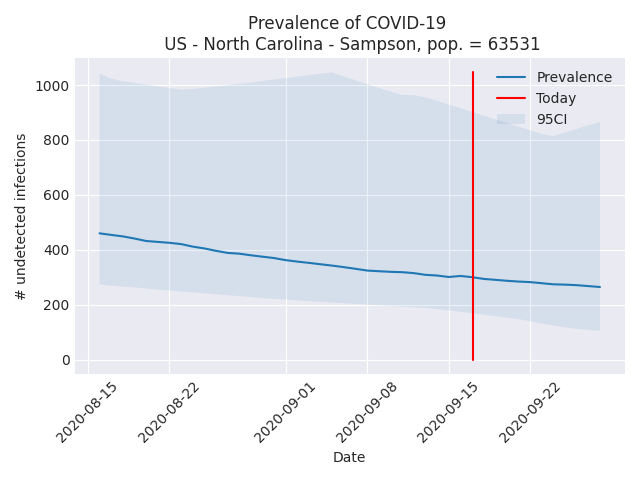 Prevalence of COVID-19
US - North Carolina - Sampson, pop. = 63531
1000
800
600
400
200
0
# undetected infections
Prevalence
Today
95CI
2020-08-15
2020-08-22
2020-09-01
2020-09-08
2020-09-15
2020-09-22
Date